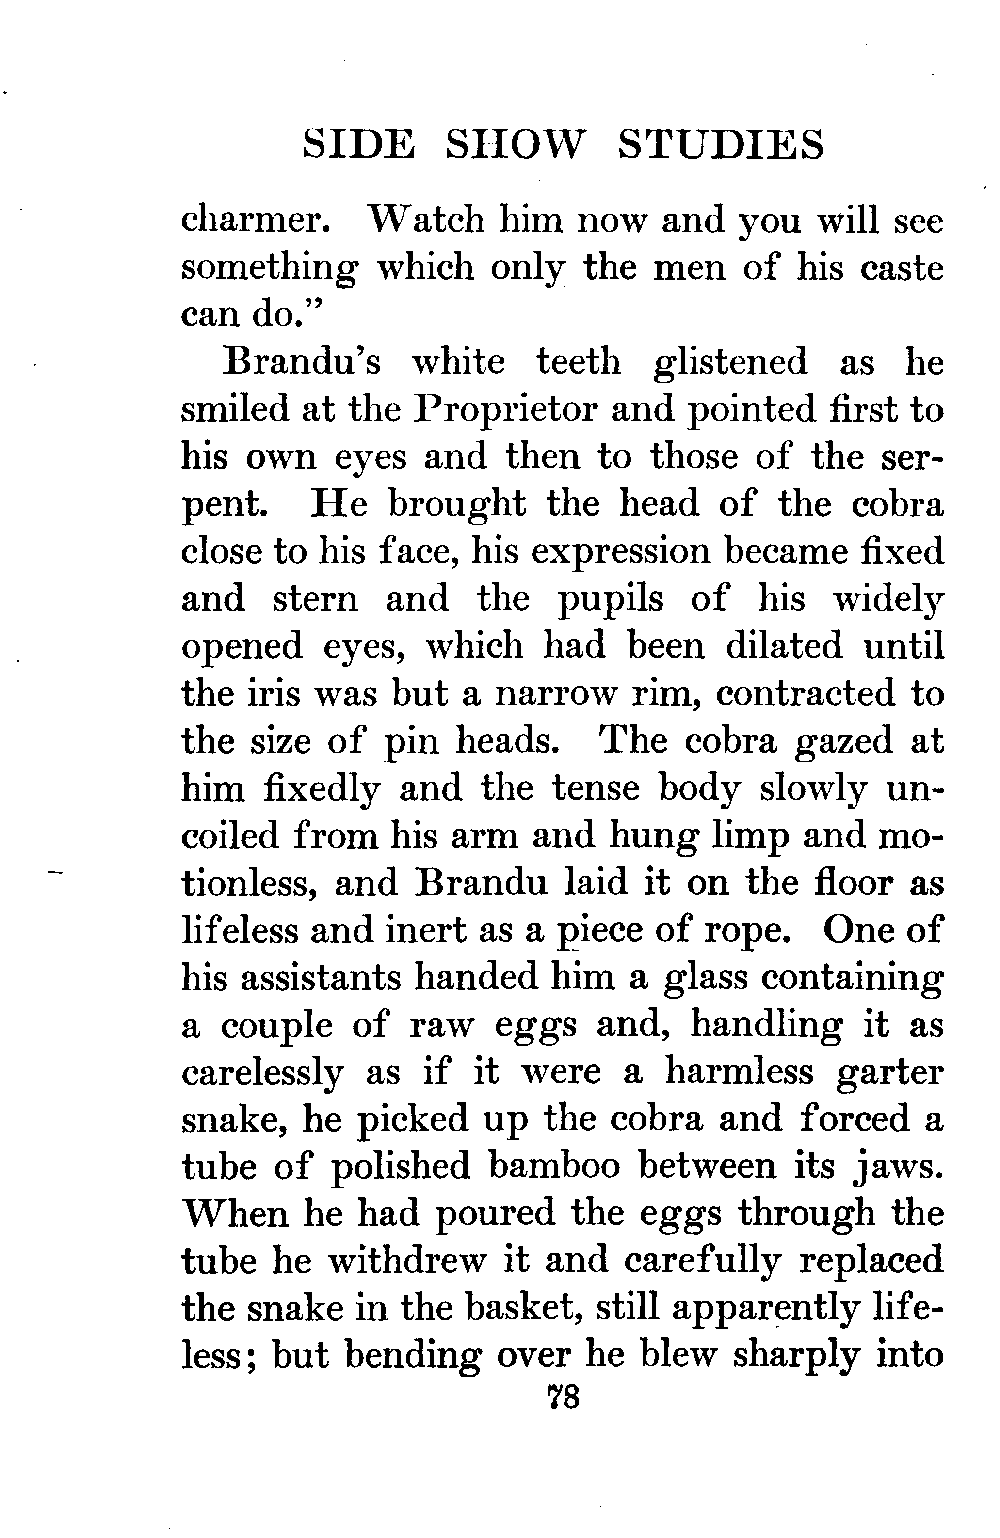 SIDE SHOW STUDIES
charmer. Watch him now and you will see
something which only the men of his caste
can do."
Brandu's white teeth glistened as he
smiled at the Proprietor and pointed first to
his own eyes and then to those of the ser-
pent. He brought the head of the cobra
close to his face, his expression became fixed
and stern and the pupils of his widely
opened eyes, which had been dilated until
the iris was but a narrow rim, contracted to
the size of pin heads. The cobra gazed at
him fixedly and the tense body slowly un-
coiled from his arm and hung limp and mo-
tionless, and Brandu laid it on the floor as
lifeless and inert as a piece of rope. One of
his assistants handed him a glass containing
a couple of raw eggs and, handling it as
carelessly as if it were a harmless garter
snake, he picked up the cobra and forced a
tube of polished bamboo between its jaws.
When he had poured the eggs through the
tube he withdrew it and carefully replaced
the snake in the basket, still apparently life-
less; but bending over he blew sharply into
78